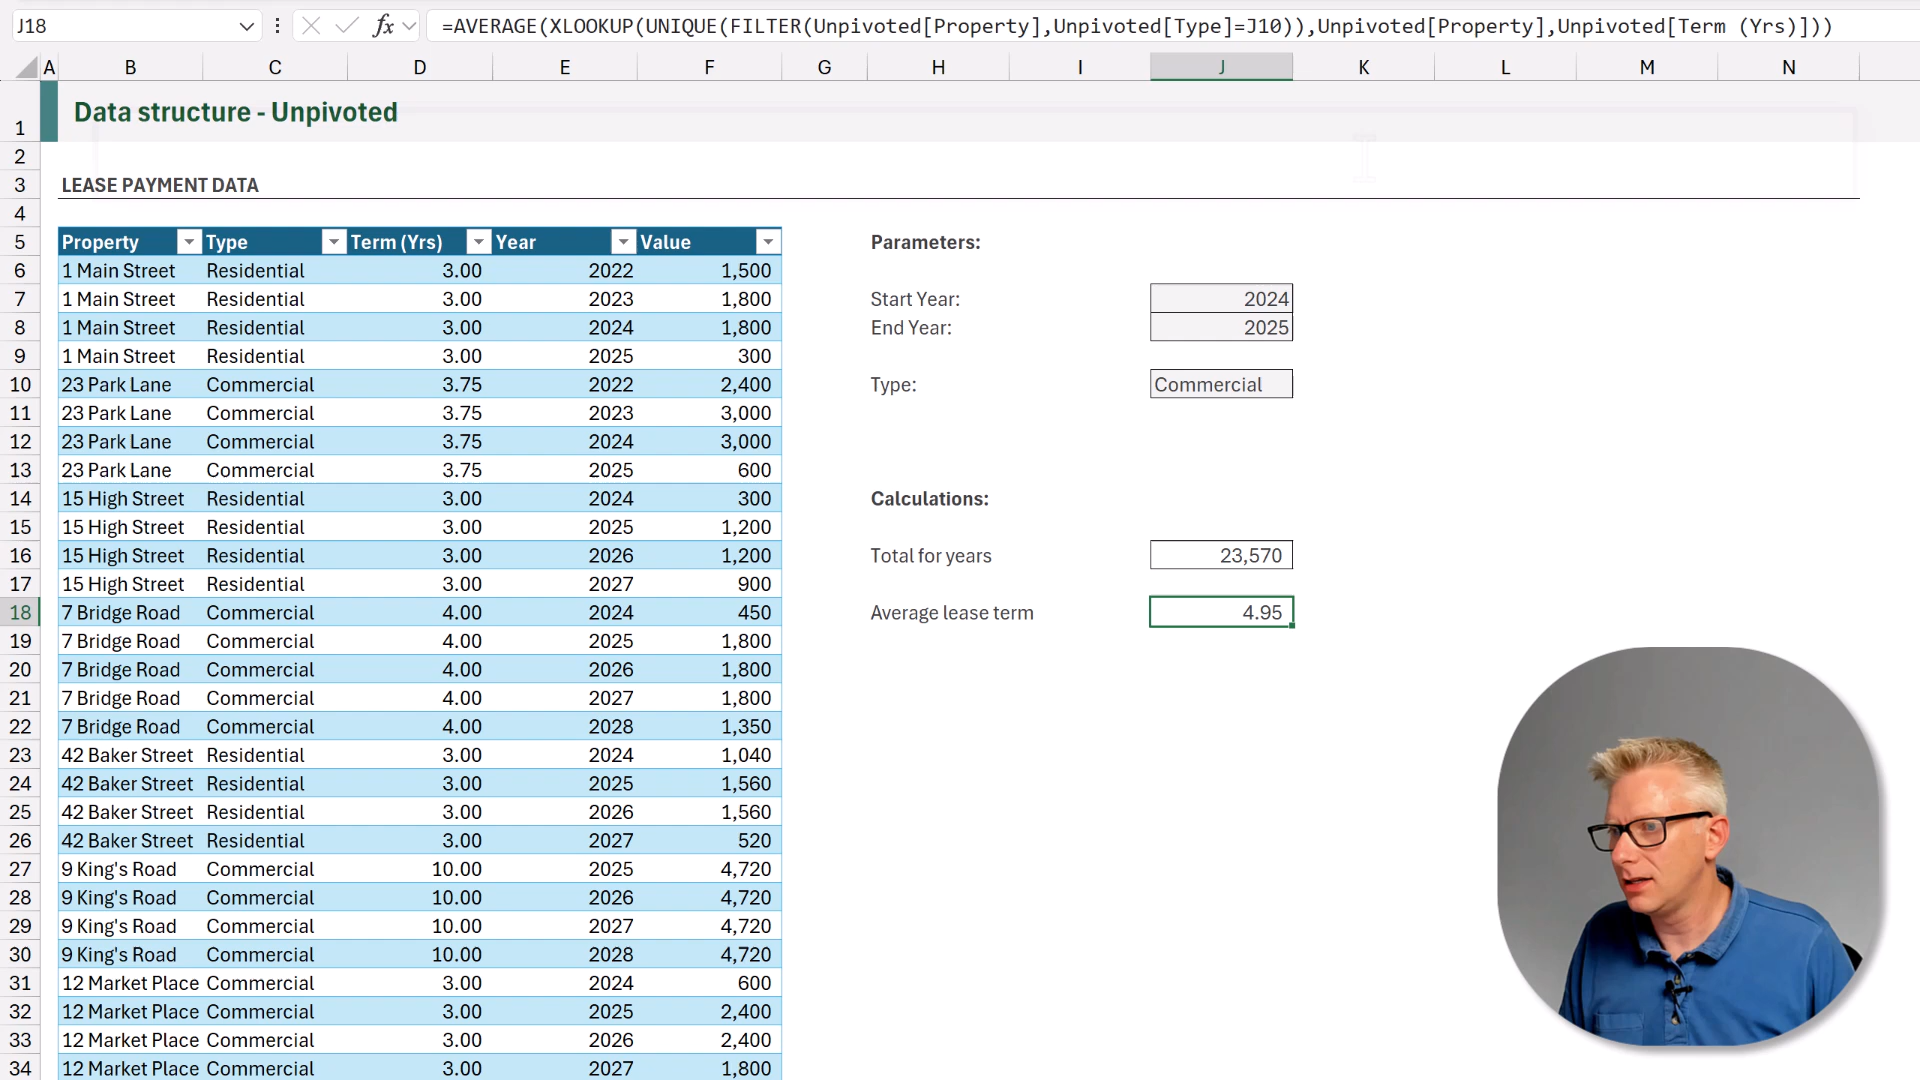 J18 fx =AVERAGE(XLOOKUP(UNIQUE(FILTER(Unpivoted[Property],Unpivoted[Type]=J10)),Unpivoted[Property],Unpivoted[Term (Yrs)]))
A B C D E F G H I J K L M N
1 Data structure - Unpivoted
2
3 LEASE PAYMENT DATA
4
5 Property Type Term (Yrs) Year Value Parameters:
6 1 Main Street Residential 3.00 2022 1,500
7 1 Main Street Residential 3.00 2023 1,800 Start Year: 2024
8 1 Main Street Residential 3.00 2024 1,800 End Year: 2025
9 1 Main Street Residential 3.00 2025 300
10 23 Park Lane Commercial 3.75 2022 2,400 Type: Commercial
11 23 Park Lane Commercial 3.75 2023 3,000
12 23 Park Lane Commercial 3.75 2024 3,000
13 23 Park Lane Commercial 3.75 2025 600
14 15 High Street Residential 3.00 2024 300 Calculations:
15 15 High Street Residential 3.00 2025 1,200
16 15 High Street Residential 3.00 2026 1,200 Total for years 23,570
17 15 High Street Residential 3.00 2027 900
18 7 Bridge Road Commercial 4.00 2024 450 Average lease term 4.95
19 7 Bridge Road Commercial 4.00 2025 1,800
20 7 Bridge Road Commercial 4.00 2026 1,800
21 7 Bridge Road Commercial 4.00 2027 1,800
22 7 Bridge Road Commercial 4.00 2028 1,350
23 42 Baker Street Residential 3.00 2024 1,040
24 42 Baker Street Residential 3.00 2025 1,560
25 42 Baker Street Residential 3.00 2026 1,560
26 42 Baker Street Residential 3.00 2027 520
27 9 King's Road Commercial 10.00 2025 4,720
28 9 King's Road Commercial 10.00 2026 4,720
29 9 King's Road Commercial 10.00 2027 4,720
30 9 King's Road Commercial 10.00 2028 4,720
31 12 Market Place Commercial 3.00 2024 600
32 12 Market Place Commercial 3.00 2025 2,400
33 12 Market Place Commercial 3.00 2026 2,400
34 12 Market Place Commercial 3.00 2027 1,800